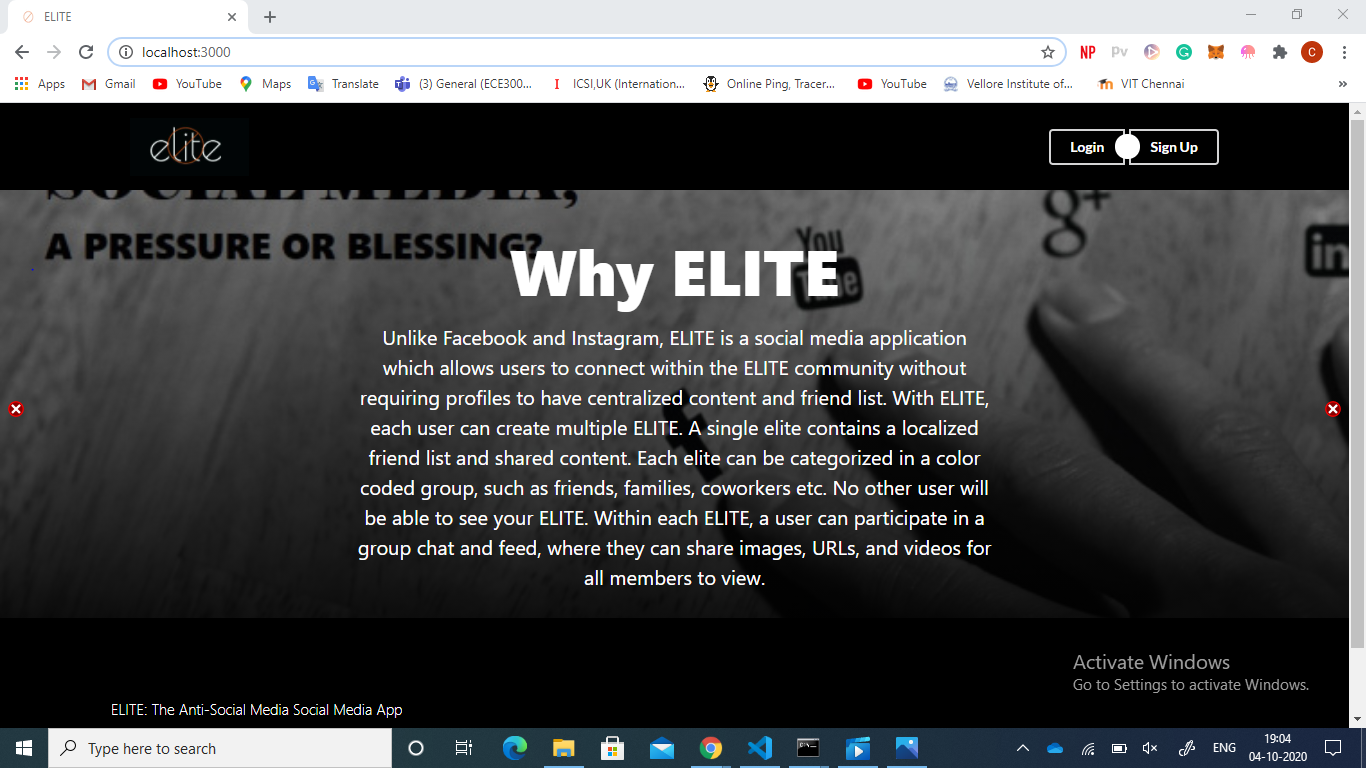 ELITE
localhost:3000
NP
Pv
C
Apps
Gmail
YouTube
Maps
Translate
(3) General (ECE300...
ICSI,UK (Internation...
Online Ping, Tracer...
YouTube
Vellore Institute of...
VIT Chennai
»
elite
Login
Sign Up
SOCIAL MEDIA,
A PRESSURE OR BLESSING?
You
Tube
g+
in
Why ELITE
Unlike Facebook and Instagram, ELITE is a social media application
which allows users to connect within the ELITE community without
requiring profiles to have centralized content and friend list. With ELITE,
each user can create multiple ELITE. A single elite contains a localized
friend list and shared content. Each elite can be categorized in a color
coded group, such as friends, families, coworkers etc. No other user will
be able to see your ELITE. Within each ELITE, a user can participate in a
group chat and feed, where they can share images, URLs, and videos for
all members to view.
Activate Windows
Go to Settings to activate Windows.
ELITE: The Anti-Social Media Social Media App
Type here to search
ENG
19:04
04-10-2020